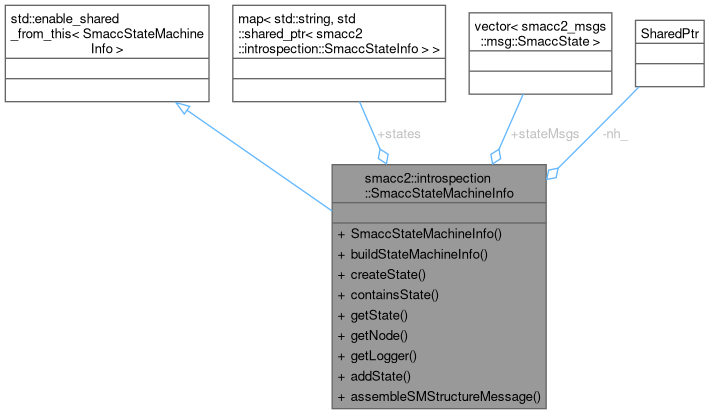 std::enable_shared
_from_this< SmaccStateMachine
Info >
map< std::string, std
::shared_ptr< smacc2
::introspection::SmaccStateInfo > >
vector< smacc2_msgs
::msg::SmaccState >
SharedPtr
+states
+stateMsgs
-nh_
smacc2::introspection
::SmaccStateMachineInfo
+ SmaccStateMachineInfo()
+ buildStateMachineInfo()
+ createState()
+ containsState()
+ getState()
+ getNode()
+ getLogger()
+ addState()
+ assembleSMStructureMessage()